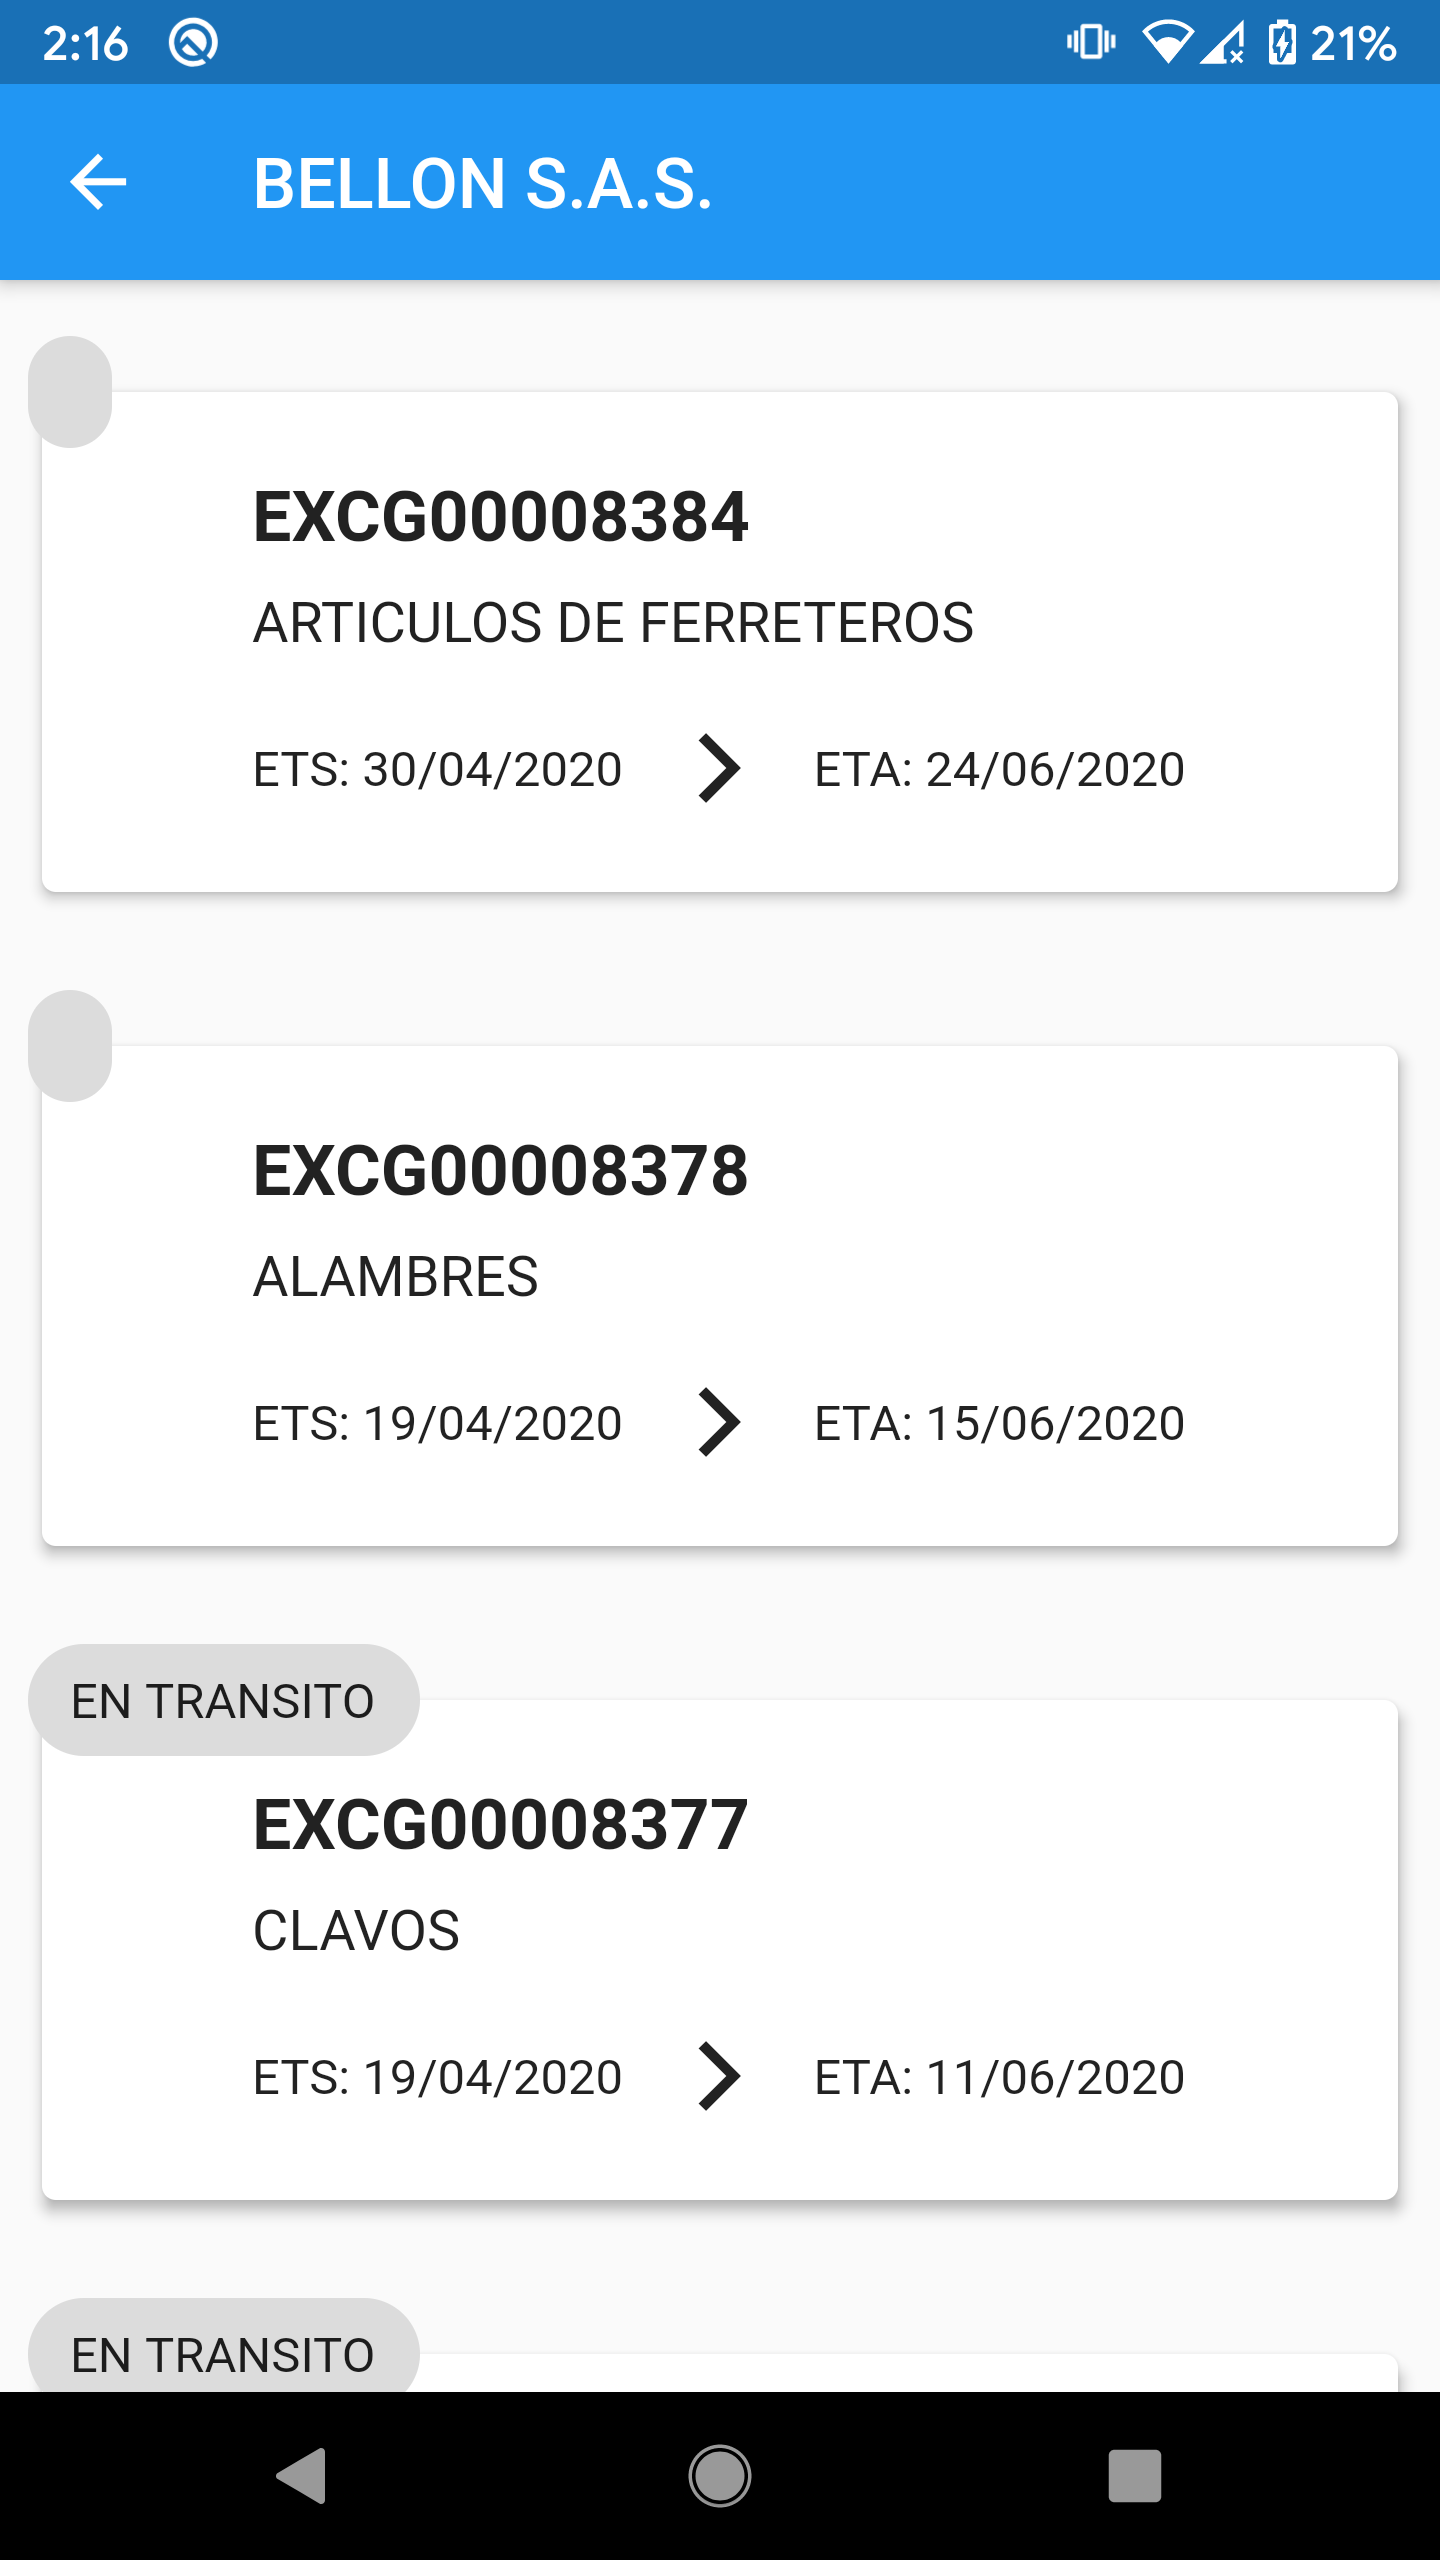 2:16
21%
BELLON S.A.S.
EXCG00008384
ARTICULOS DE FERRETEROS
ETS: 30/04/2020
ETA: 24/06/2020
EXCG00008378
ALAMBRES
ETS: 19/04/2020
ETA: 15/06/2020
EN TRANSITO
EXCG00008377
CLAVOS
ETS: 19/04/2020
ETA: 11/06/2020
EN TRANSITO